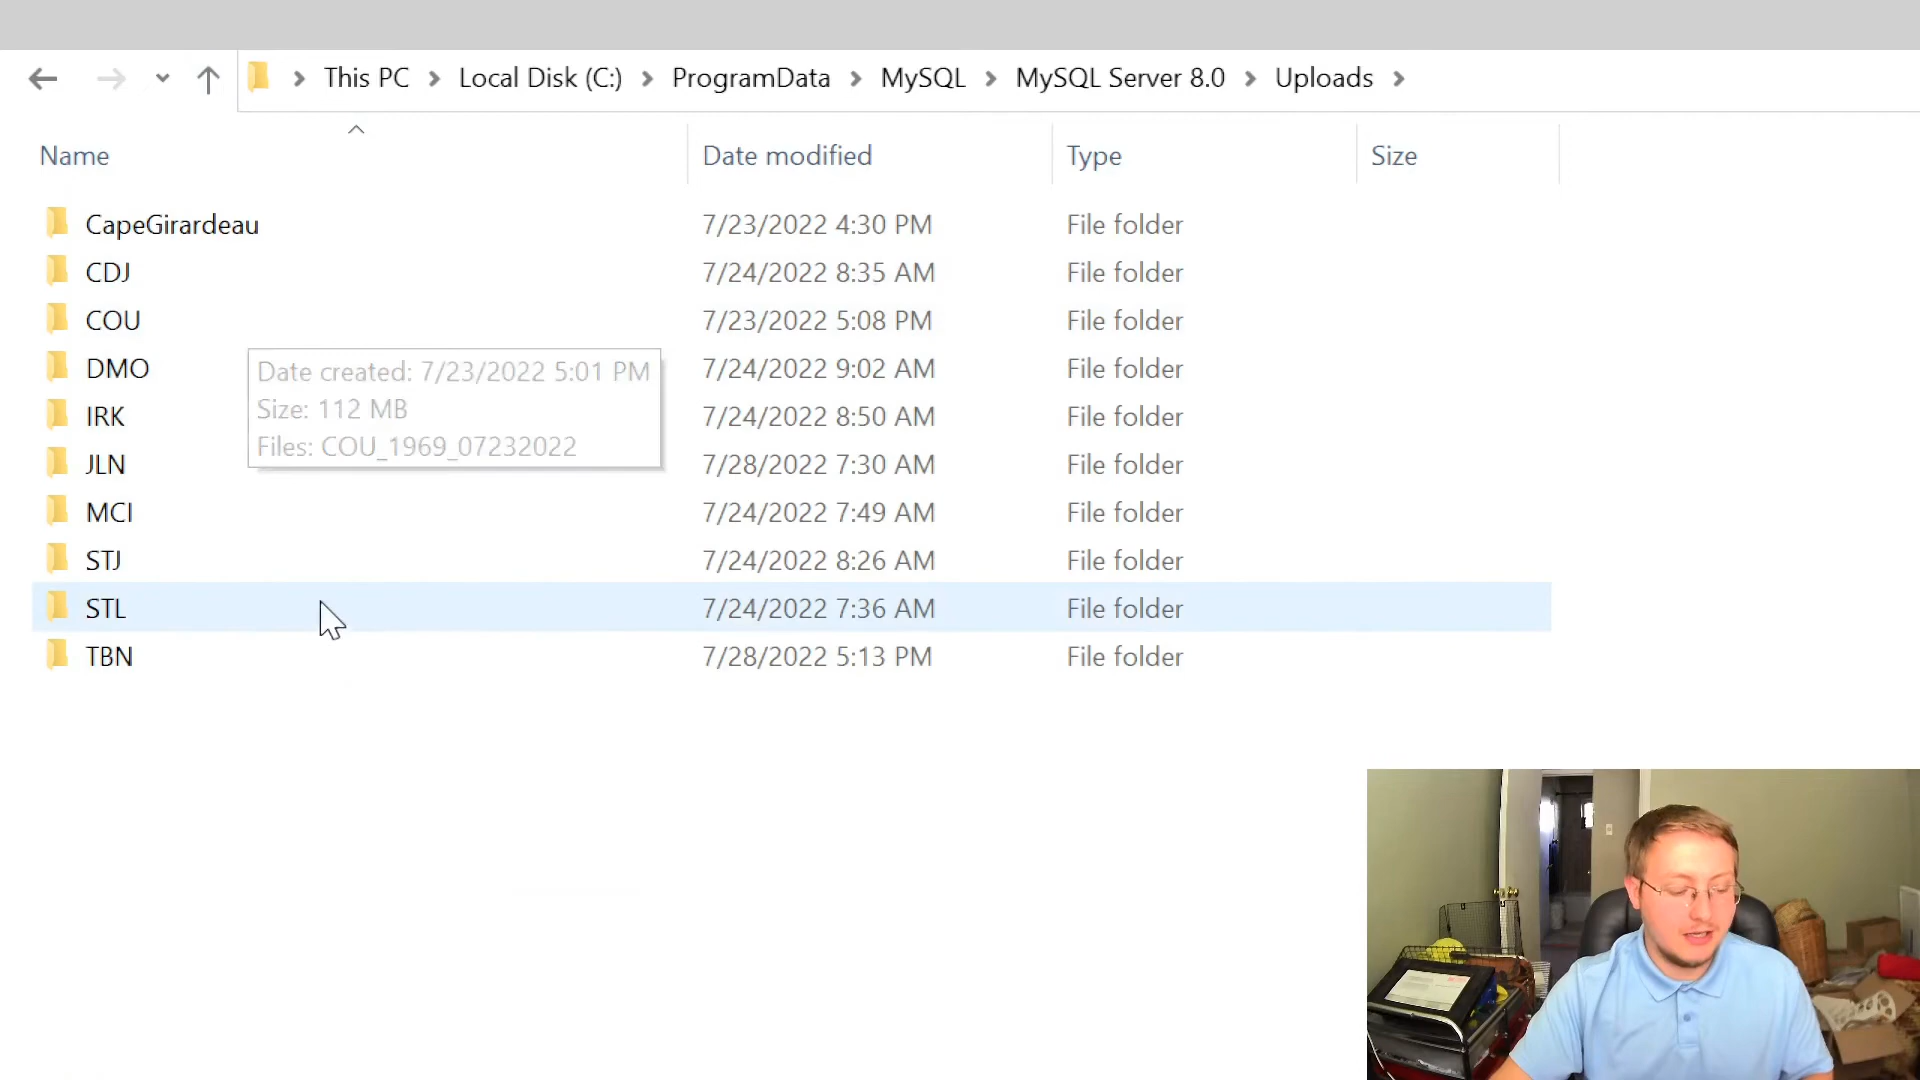 This PC > Local Disk (C:) > ProgramData > MySQL > MySQL Server 8.0 > Uploads >
Name Date modified Type Size
CapeGirardeau 7/23/2022 4:30 PM File folder
CDJ 7/24/2022 8:35 AM File folder
COU 7/23/2022 5:08 PM File folder
DMO 7/24/2022 9:02 AM File folder
IRK 7/24/2022 8:50 AM File folder
JLN 7/28/2022 7:30 AM File folder
MCI 7/24/2022 7:49 AM File folder
STJ 7/24/2022 8:26 AM File folder
STL 7/24/2022 7:36 AM File folder
TBN 7/28/2022 5:13 PM File folder
Date created: 7/23/2022 5:01 PM
Size: 112 MB
Files: COU_1969_07232022